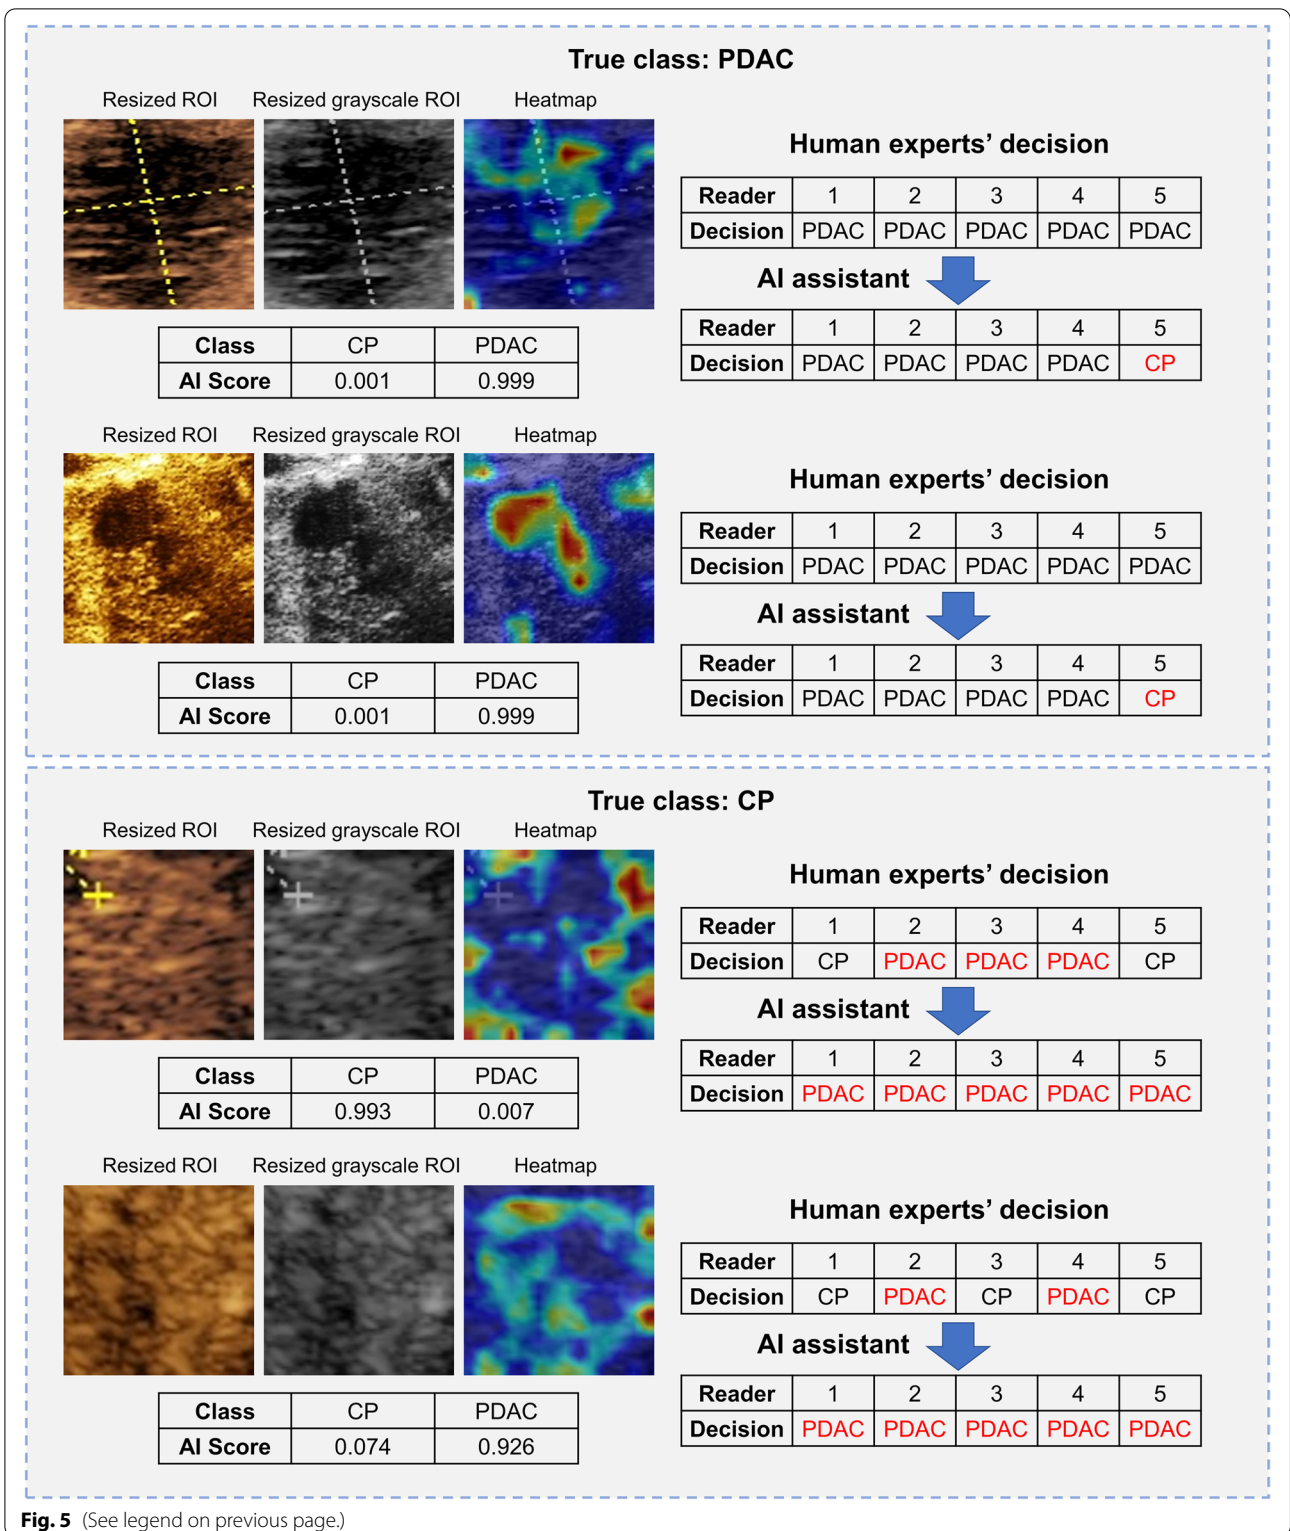 True class: PDAC
Resized ROI Resized grayscale ROI Heatmap
Human experts’ decision
Reader 1 2 3 4 5
Decision PDAC PDAC PDAC PDAC PDAC
AI assistant
Reader 1 2 3 4 5
Decision PDAC PDAC PDAC PDAC CP
Class CP PDAC
AI Score 0.001 0.999
Resized ROI Resized grayscale ROI Heatmap
Human experts’ decision
Reader 1 2 3 4 5
Decision PDAC PDAC PDAC PDAC PDAC
AI assistant
Reader 1 2 3 4 5
Decision PDAC PDAC PDAC PDAC CP
Class CP PDAC
AI Score 0.001 0.999
True class: CP
Resized ROI Resized grayscale ROI Heatmap
Human experts’ decision
Reader 1 2 3 4 5
Decision CP PDAC PDAC PDAC CP
AI assistant
Reader 1 2 3 4 5
Decision PDAC PDAC PDAC PDAC PDAC
Class CP PDAC
AI Score 0.993 0.007
Resized ROI Resized grayscale ROI Heatmap
Human experts’ decision
Reader 1 2 3 4 5
Decision CP PDAC CP PDAC CP
AI assistant
Reader 1 2 3 4 5
Decision PDAC PDAC PDAC PDAC PDAC
Class CP PDAC
AI Score 0.074 0.926
Fig. 5 (See legend on previous page.)